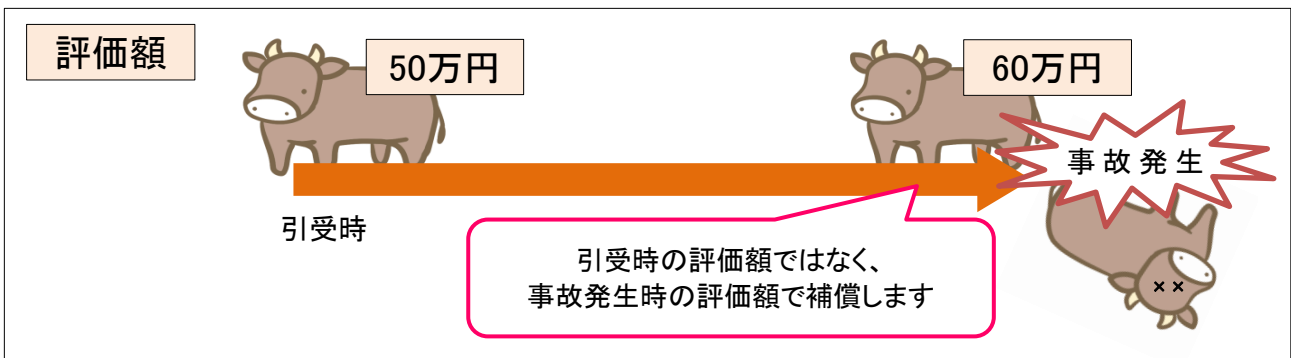 評価額
50万円
60万円
事故発生
引受時
引受時の評価額ではなく、
事故発生時の評価額で補償します